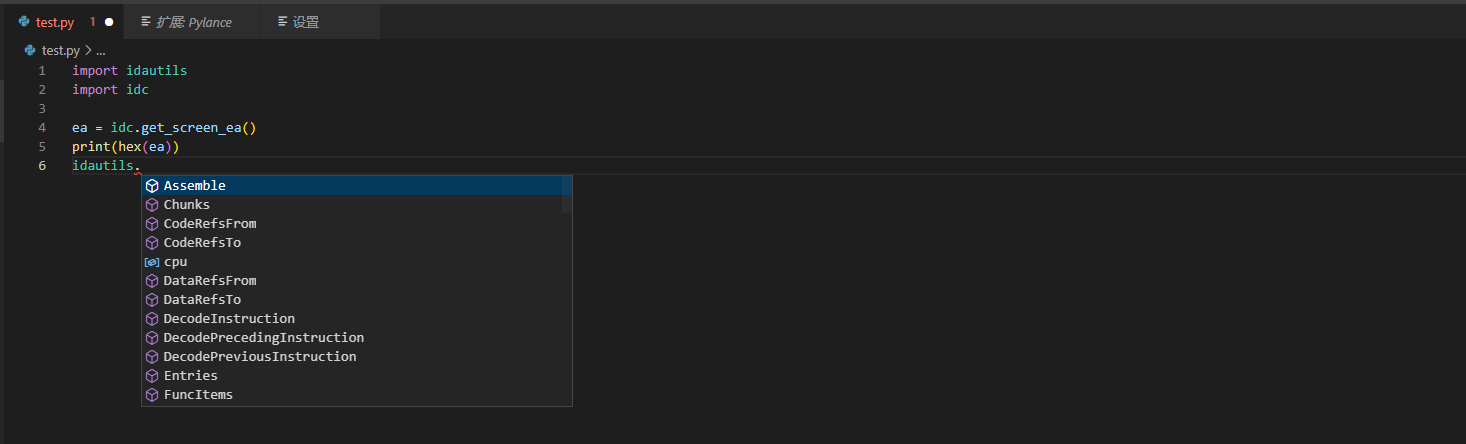 test.py 1 扩展: Pylance 设置
test.py > ...
1 import idautils
2 import idc
3
4 ea = idc.get_screen_ea()
5 print(hex(ea))
6 idautils.
Assemble
Chunks
CodeRefsFrom
CodeRefsTo
cpu
DataRefsFrom
DataRefsTo
DecodeInstruction
DecodePrecedingInstruction
DecodePreviousInstruction
Entries
FuncItems